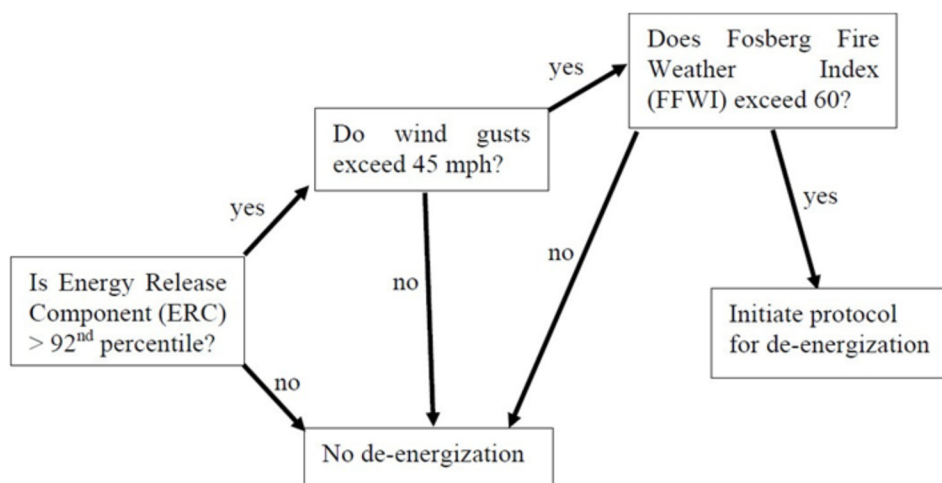 Does Fosberg Fire
Weather Index
(FFWI) exceed 60?
yes
Do wind gusts
exceed 45 mph?
yes
yes
no
no
Is Energy Release
Component (ERC)
> 92nd percentile?
Initiate protocol
for de-energization
no
No de-energization